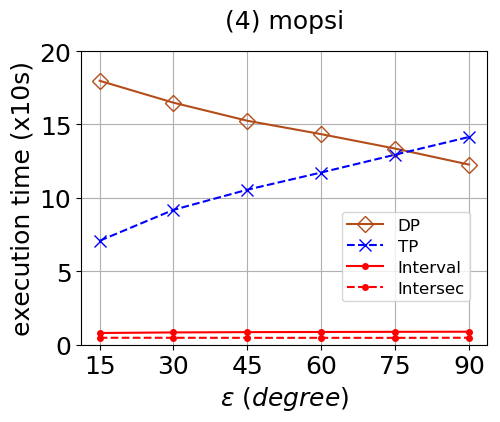 (4) mopsi
execution time (x10s)
20
15
10
5
0
DP
TP
Interval
Intersec
15 30 45 60 75 90
ε (degree)